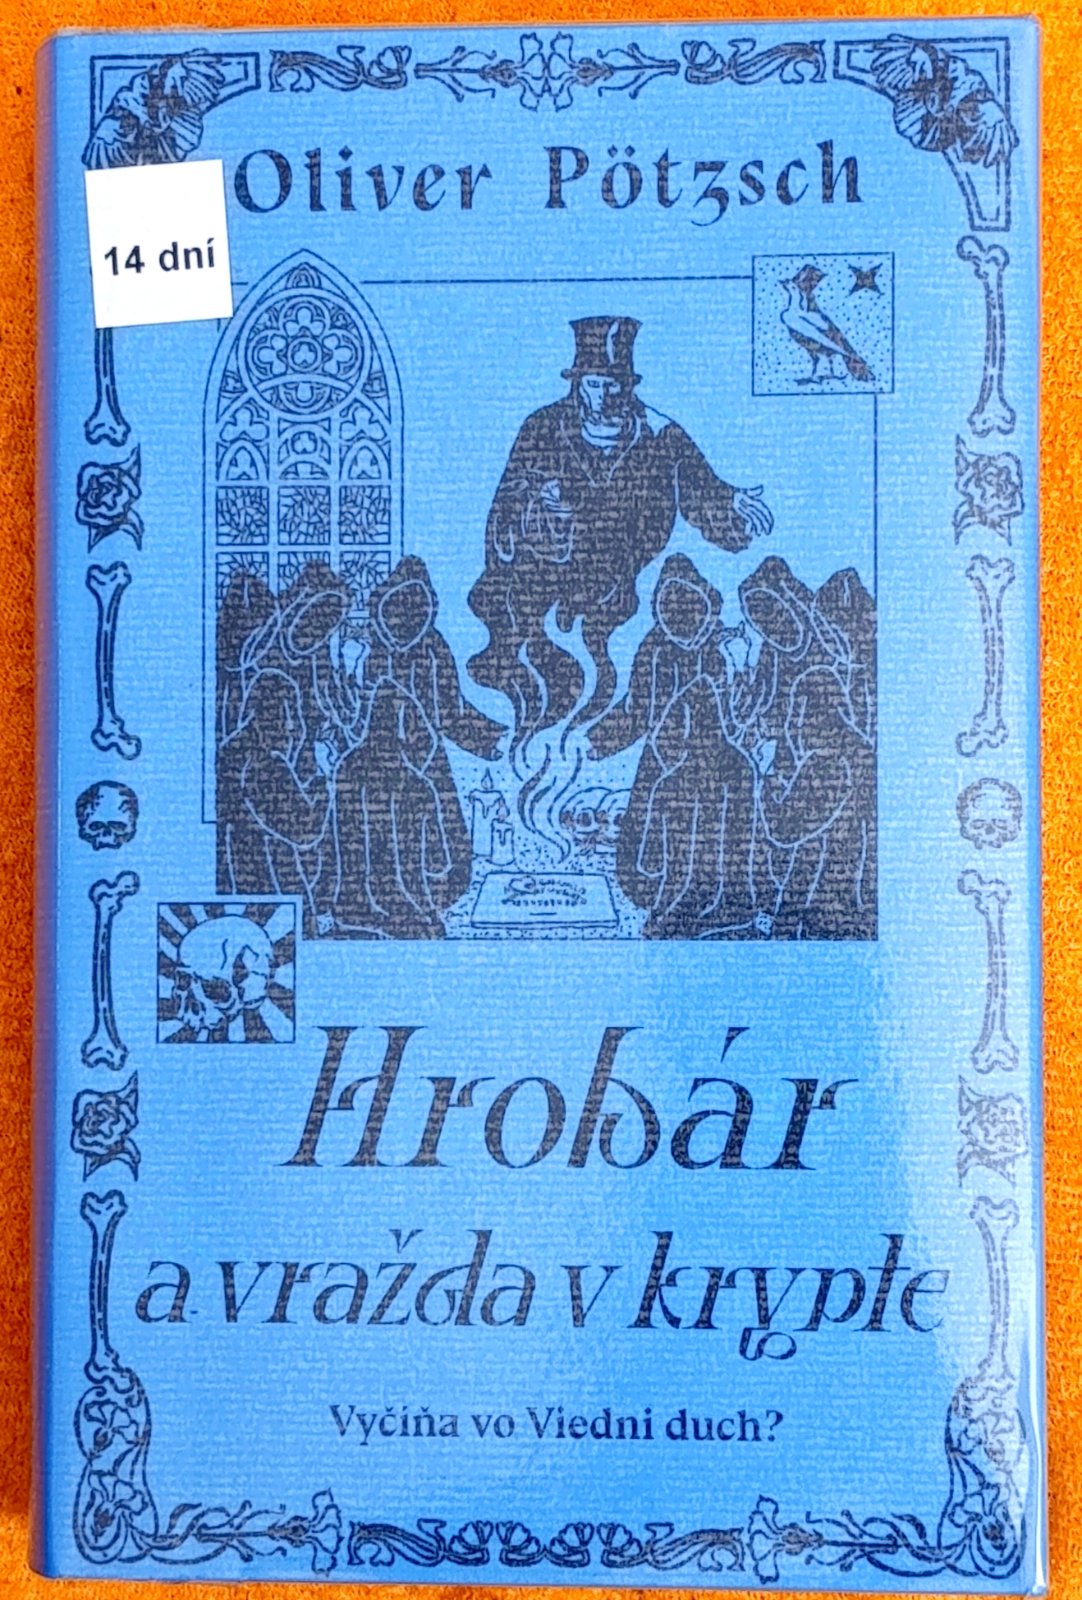 Oliver Pötzsch
14 dní
Hrobár
a vražda v krypte
Vyčíňa vo Viedni duch?